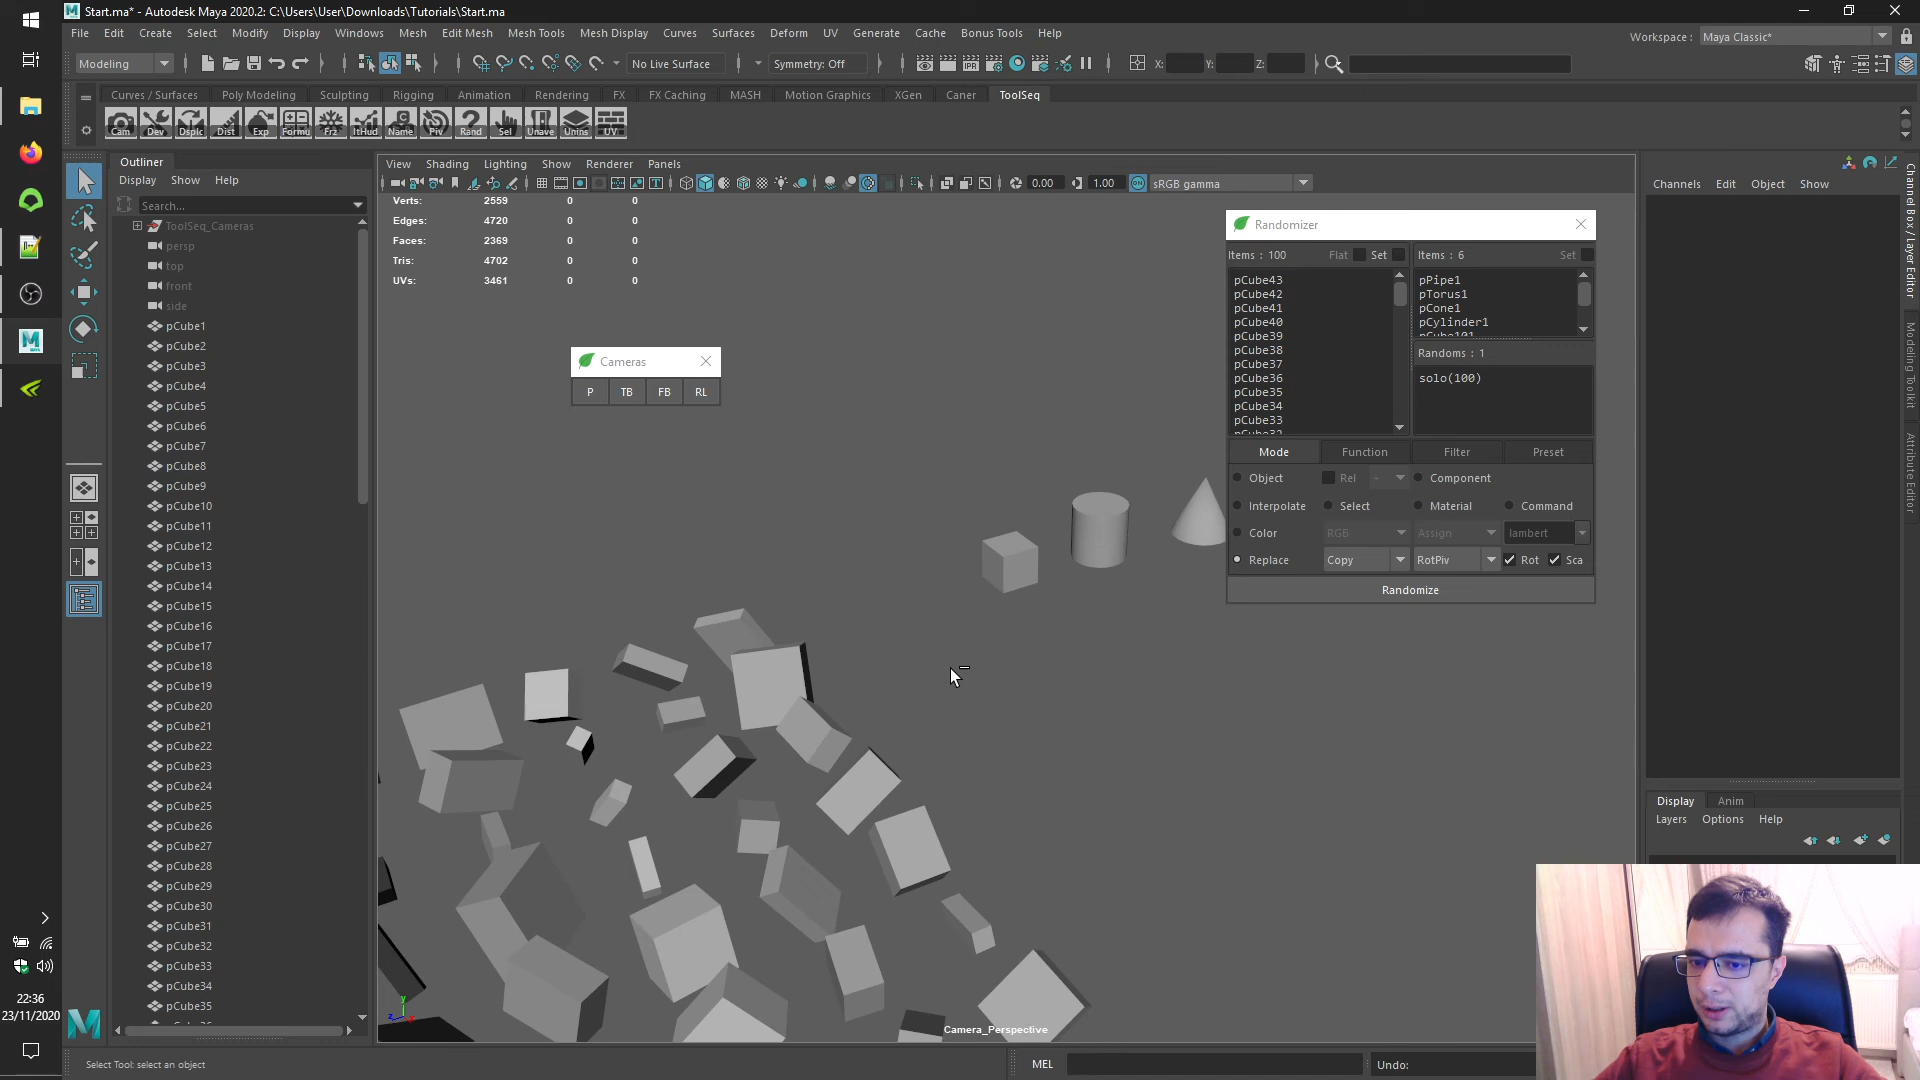 Start.ma* - Autodesk Maya 2020.2: C:\Users\User\Downloads\Tutorials\Start.ma
File Edit Create Select Modify Display Windows Mesh Edit Mesh Mesh Tools Mesh Display Curves Surfaces Deform UV Generate Cache Bonus Tools Help
Workspace : Maya Classic*
Modeling
No Live Surface
Symmetry: Off
X: Y: Z:
Curves / Surfaces Poly Modeling Sculpting Rigging Animation Rendering FX FX Caching MASH Motion Graphics XGen Caner ToolSeq
Cam Dev Dsplc Dist Exp Formu Frz ItHud Name Piv Rand Sel Unave Unins UV
Outliner
Display Show Help
Search...
ToolSeq_Cameras
persp
top
front
side
pCube1
pCube2
pCube3
pCube4
pCube5
pCube6
pCube7
pCube8
pCube9
pCube10
pCube11
pCube12
pCube13
pCube14
pCube15
pCube16
pCube17
pCube18
pCube19
pCube20
pCube21
pCube22
pCube23
pCube24
pCube25
pCube26
pCube27
pCube28
pCube29
pCube30
pCube31
pCube32
pCube33
pCube34
pCube35
View Shading Lighting Show Renderer Panels
0.00 1.00 sRGB gamma
Verts: 2559 0 0
Edges: 4720 0 0
Faces: 2369 0 0
Tris: 4702 0 0
UVs: 3461 0 0
Cameras
P TB FB RL
Randomizer
Items : 100 Flat Set
Items : 6 Set
pCube43
pCube42
pCube41
pCube40
pCube39
pCube38
pCube37
pCube36
pCube35
pCube34
pCube33
pCube32
pPipe1
pTorus1
pCone1
pCylinder1
pCube101
Randoms : 1
solo(100)
Mode Function Filter Preset
Object Rel - Component
Interpolate Select Material Command
Color RGB Assign lambert
Replace Copy RotPiv Rot Sca
Randomize
Camera_Perspective
y
z
x
Channels Edit Object Show
Channel Box / Layer Editor
Modeling Toolkit
Attribute Editor
Display Anim
Layers Options Help
22:36
23/11/2020
Select Tool: select an object
MEL
Undo: